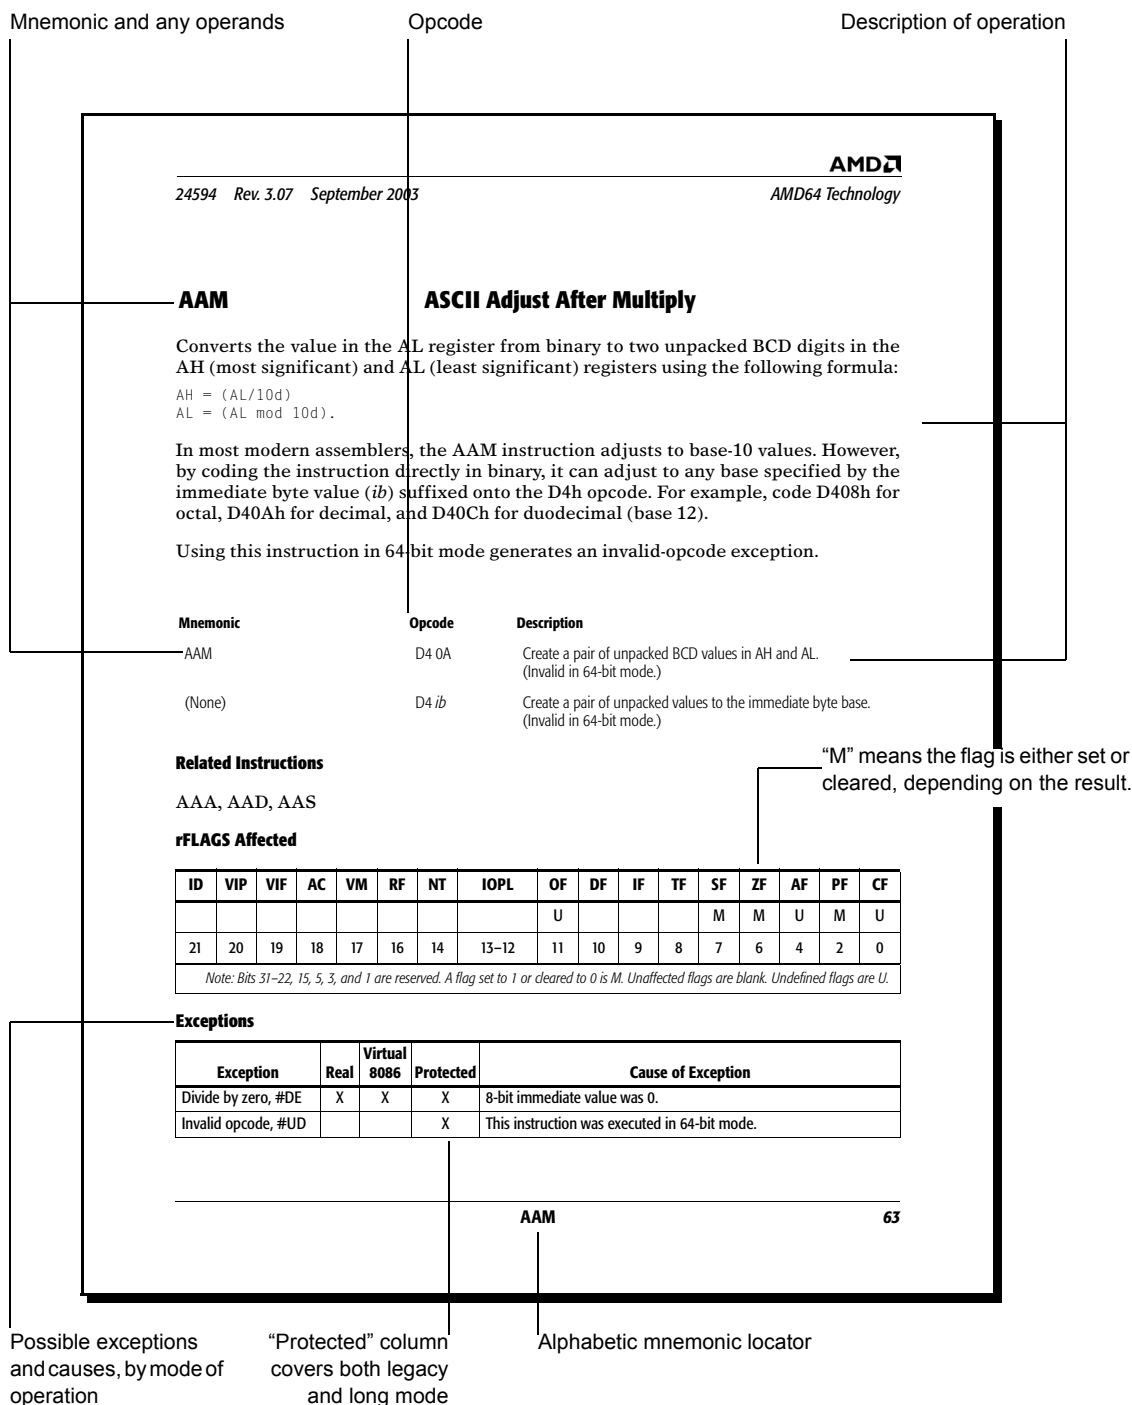 Mnemonic and any operands
Opcode
Description of operation
AMD
24594 Rev. 3.07 September 2003
AMD64 Technology
AAM
ASCII Adjust After Multiply
Converts the value in the AL register from binary to two unpacked BCD digits in the
AH (most significant) and AL (least significant) registers using the following formula:
AH = (AL/10d)
AL = (AL mod 10d).
In most modern assemblers, the AAM instruction adjusts to base-10 values. However,
by coding the instruction directly in binary, it can adjust to any base specified by the
immediate byte value (ib) suffixed onto the D4h opcode. For example, code D408h for
octal, D40Ah for decimal, and D40Ch for duodecimal (base 12).
Using this instruction in 64-bit mode generates an invalid-opcode exception.
Mnemonic Opcode Description
AAM D4 0A Create a pair of unpacked BCD values in AH and AL.
(Invalid in 64-bit mode.)
(None) D4 ib Create a pair of unpacked values to the immediate byte base.
(Invalid in 64-bit mode.)
"M" means the flag is either set or
cleared, depending on the result.
Related Instructions
AAA, AAD, AAS
rFLAGS Affected
ID VIP VIF AC VM RF NT IOPL OF DF IF TF SF ZF AF PF CF
U M M U M U
21 20 19 18 17 16 14 13–12 11 10 9 8 7 6 4 2 0
Note: Bits 31–22, 15, 5, 3, and 1 are reserved. A flag set to 1 or cleared to 0 is M. Unaffected flags are blank. Undefined flags are U.
Exceptions
Exception Real Virtual 8086 Protected Cause of Exception
Divide by zero, #DE X X X 8-bit immediate value was 0.
Invalid opcode, #UD X This instruction was executed in 64-bit mode.
AAM
63
Possible exceptions
and causes, by mode of
operation
"Protected" column
covers both legacy
and long mode
Alphabetic mnemonic locator